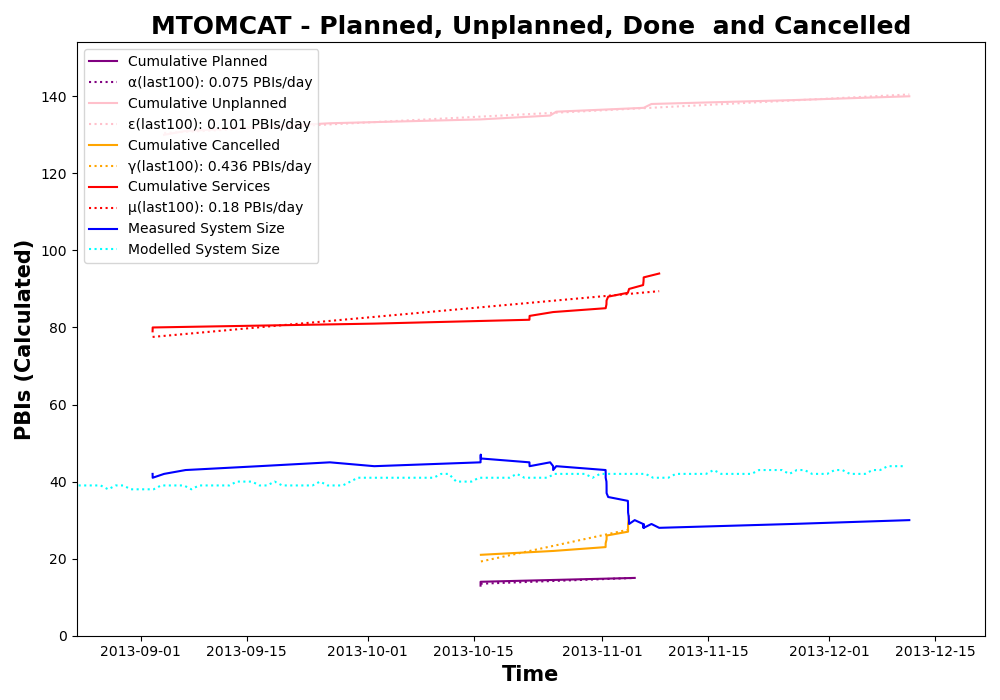 MTOMCAT - Planned, Unplanned, Done  and Cancelled
Cumulative Planned
α(last100): 0.075 PBIs/day
Cumulative Unplanned
ε(last100): 0.101 PBIs/day
Cumulative Cancelled
γ(last100): 0.436 PBIs/day
Cumulative Services
μ(last100): 0.18 PBIs/day
Measured System Size
Modelled System Size
PBIs (Calculated)
140
120
100
80
60
40
20
0
2013-09-01
2013-09-15
2013-10-01
2013-10-15
2013-11-01
2013-11-15
2013-12-01
2013-12-15
Time